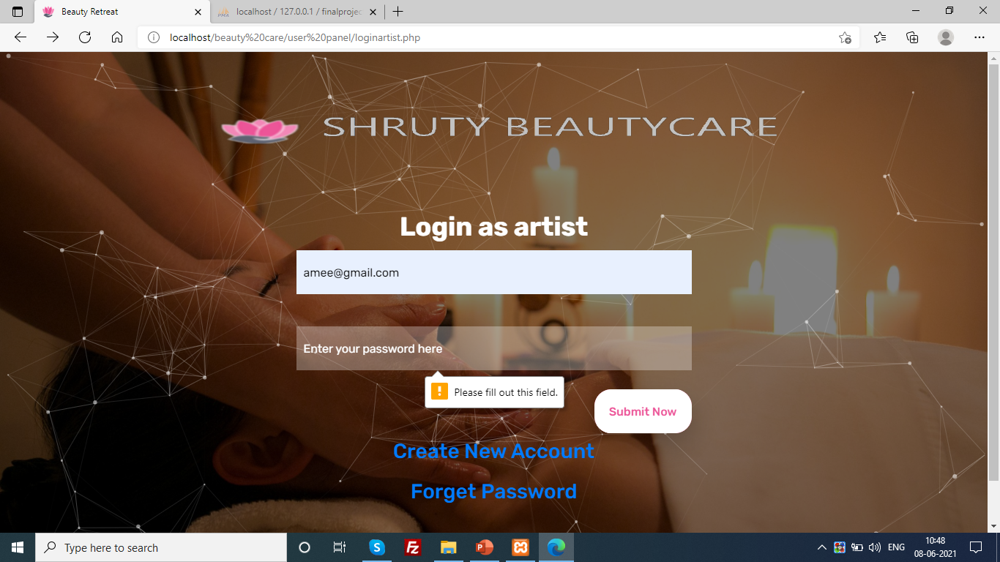 Beauty Retreat
localhost / 127.0.0.1 / finalprojec
localhost/beauty%20care/user%20panel/loginartist.php
SHRUTY BEAUTYCARE
Login as artist
amee@gmail.com
Enter your password here
! Please fill out this field.
Submit Now
Create New Account
Forget Password
Type here to search
ENG
10:48
08-06-2021